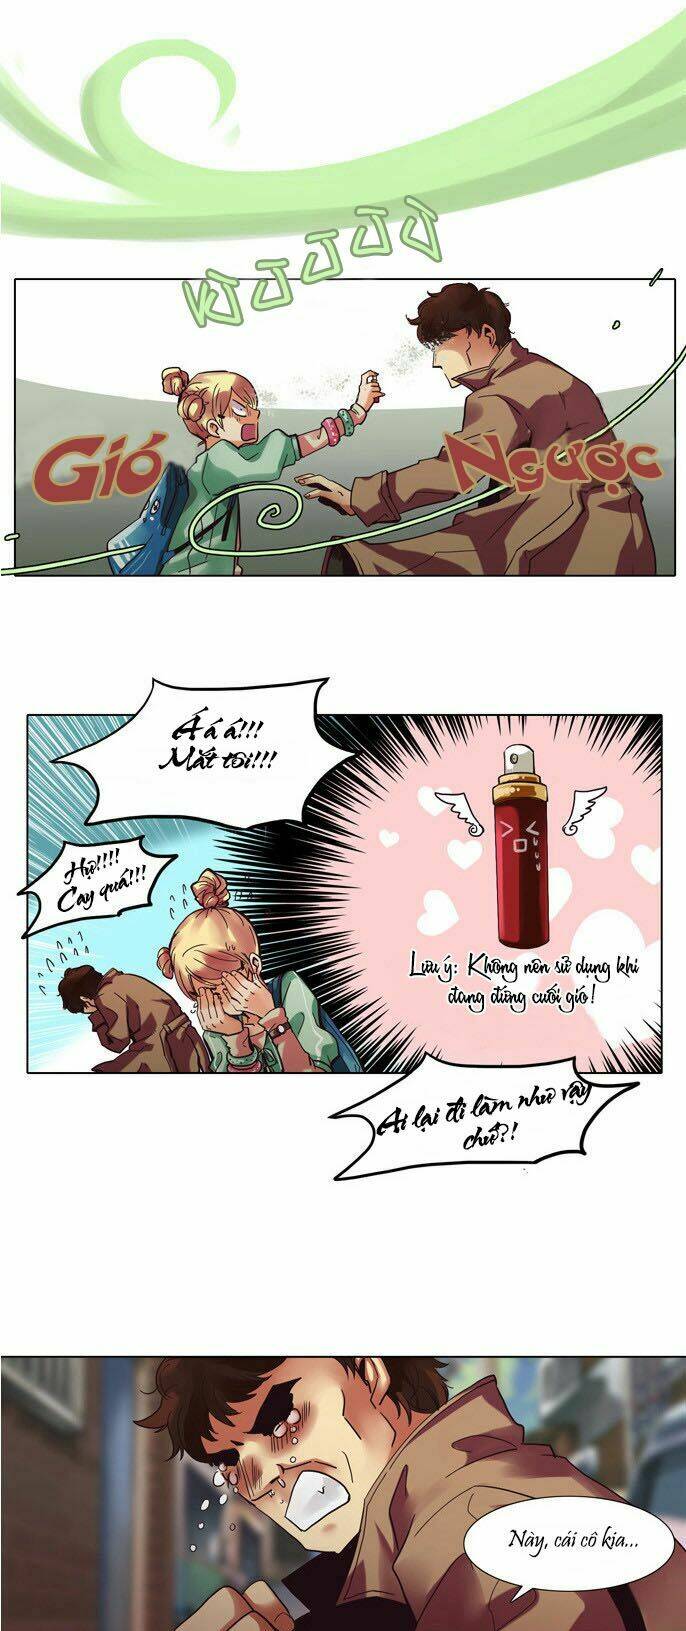 Vùùùùù
Gió Ngược
Á á á!!!
Mắt tôi!!!
Hự!!!!
Cay quá!!!
Lưu ý: Không nên sử dụng khi
đang đứng cuối gió!
Ai lại đi làm như vậy
chứ?!
Này, cái cô kia...